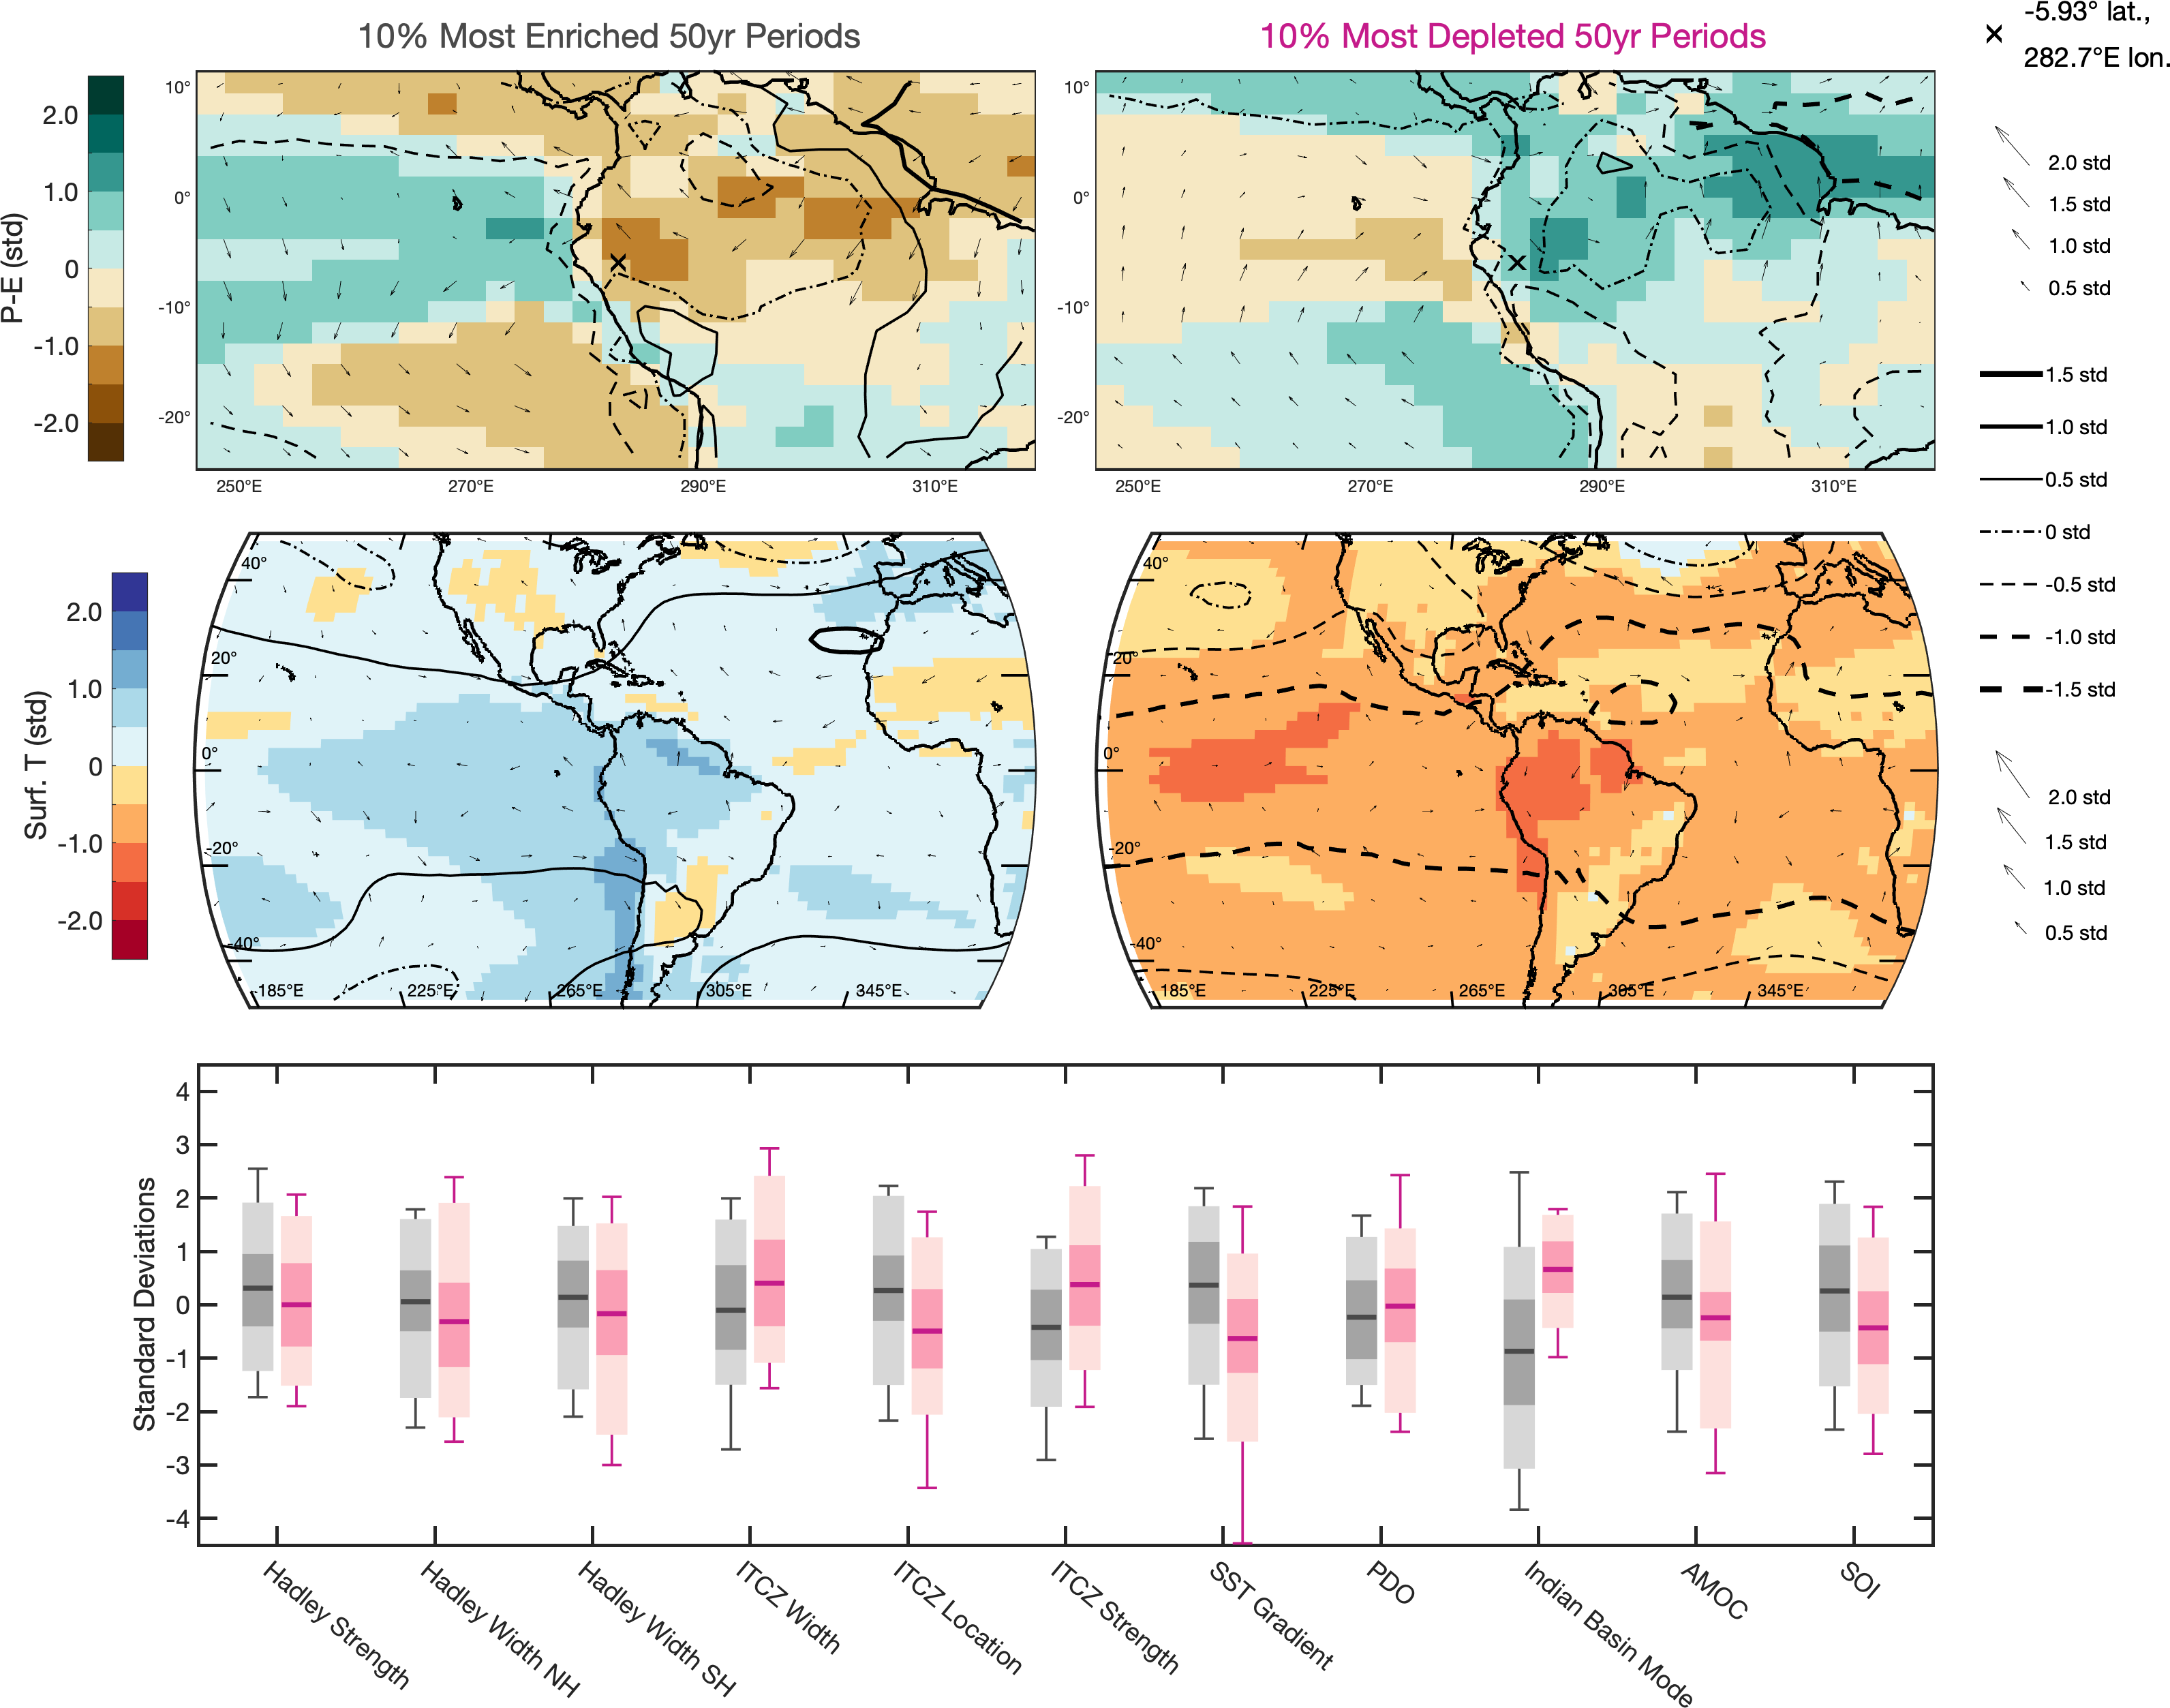 10% Most Enriched 50yr Periods
10% Most Depleted 50yr Periods
-5.93° lat.,
282.7°E lon.
P-E (std)
2.0
1.0
0
-1.0
-2.0
10°
0°
-10°
-20°
250°E
270°E
290°E
310°E
10°
0°
-10°
-20°
250°E
270°E
290°E
310°E
2.0 std
1.5 std
1.0 std
0.5 std
1.5 std
1.0 std
0.5 std
0 std
-0.5 std
-1.0 std
-1.5 std
2.0 std
1.5 std
1.0 std
0.5 std
Surf. T (std)
2.0
1.0
0
-1.0
-2.0
40°
20°
0°
-20°
-40°
185°E
225°E
265°E
305°E
345°E
40°
20°
0°
-20°
-40°
185°E
225°E
265°E
305°E
345°E
Standard Deviations
4
3
2
1
0
-1
-2
-3
-4
Hadley Strength
Hadley Width NH
Hadley Width SH
ITCZ Width
ITCZ Location
ITCZ Strength
SST Gradient
PDO
Indian Basin Mode
AMOC
SOI